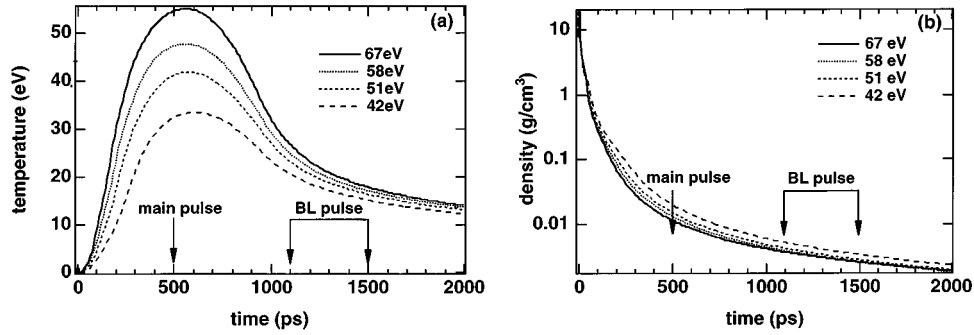 (a)
temperature (eV)
50
40
30
20
10
0
67eV
58eV
51eV
42eV
main pulse
BL pulse
0 500 1000 1500 2000
time (ps)
(b)
density (g/cm³)
10
1
0.1
0.01
67 eV
58 eV
51 eV
42 eV
main pulse
BL pulse
0 500 1000 1500 2000
time (ps)